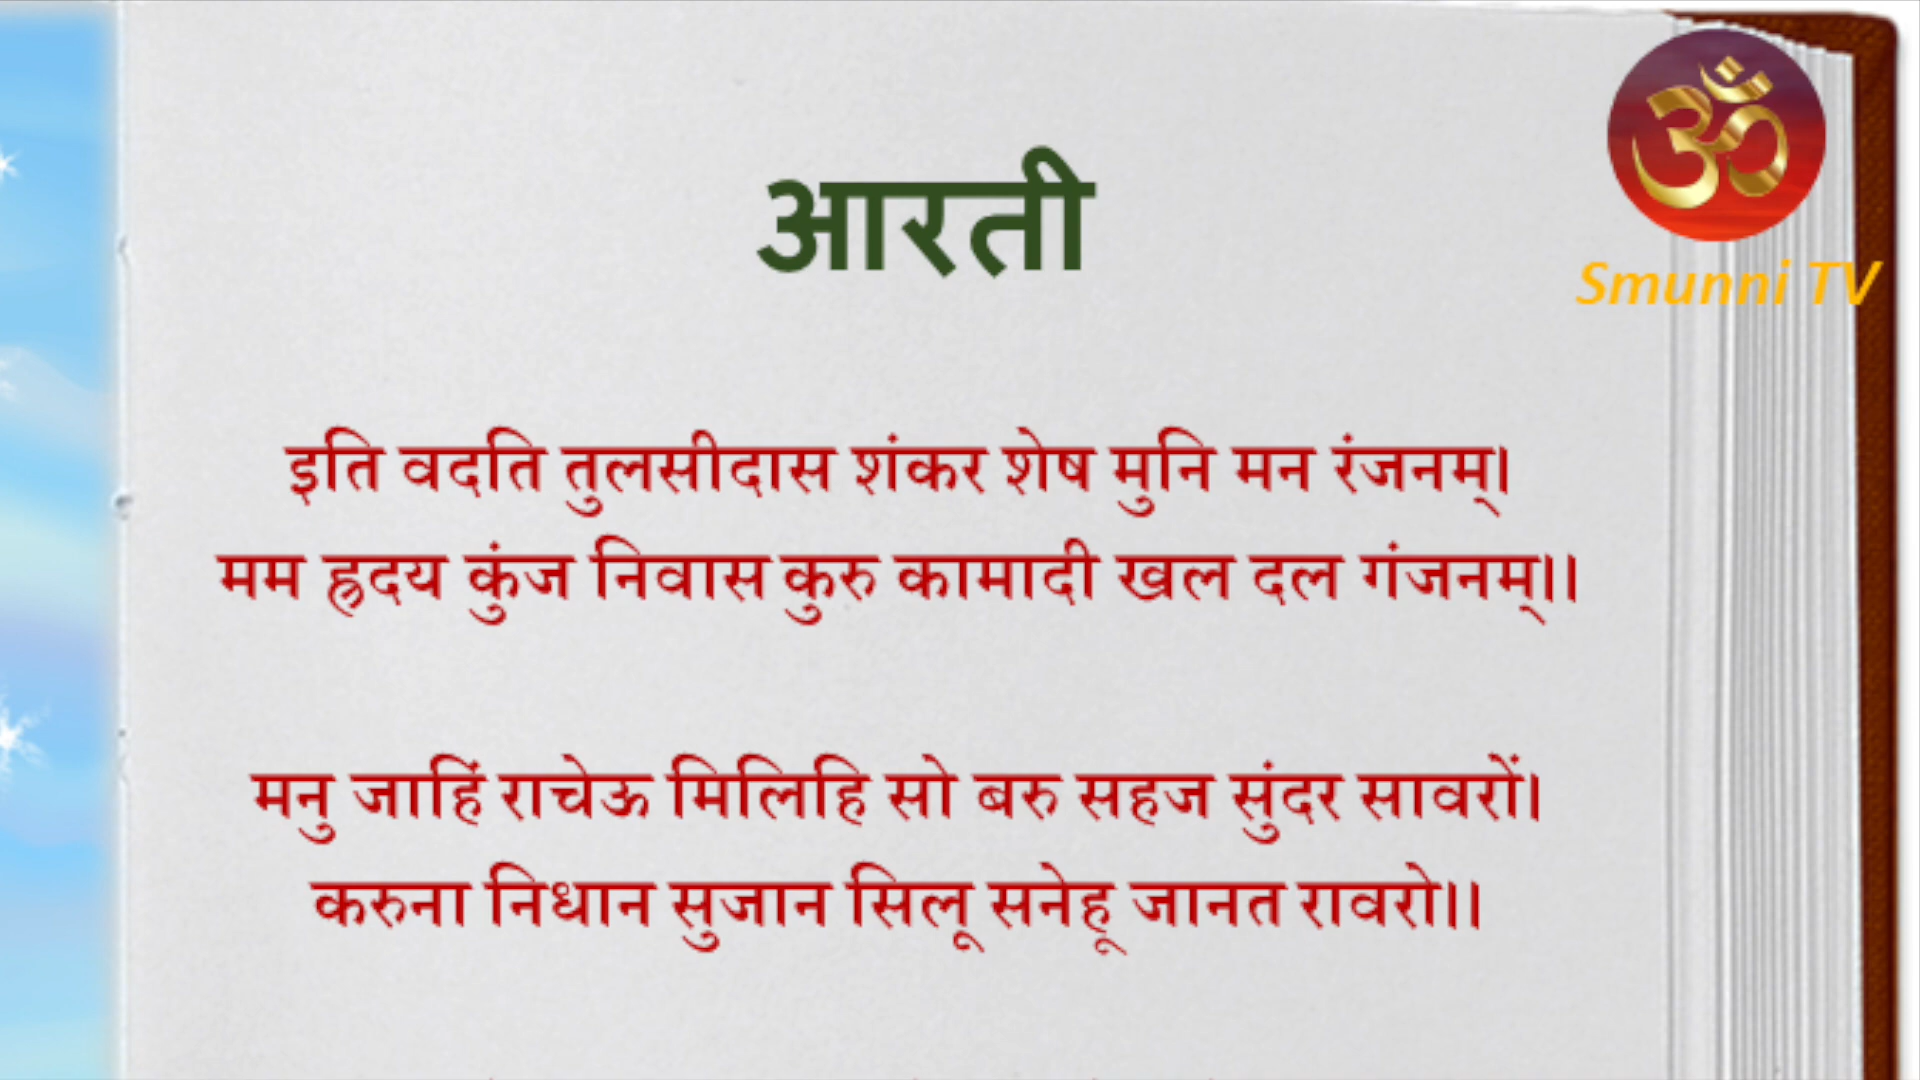 आरती
ॐ
Smunni TV
इति वदति तुलसीदास शंकर शेष मुनि मन रंजनम्।
मम ह्रदय कुंज निवास कुरु कामादी खल दल गंजनम्।।
मनु जाहिं राचेऊ मिलिहि सो बरु सहज सुंदर सावरों।
करुना निधान सुजान सिलू सनेहू जानत रावरो।।